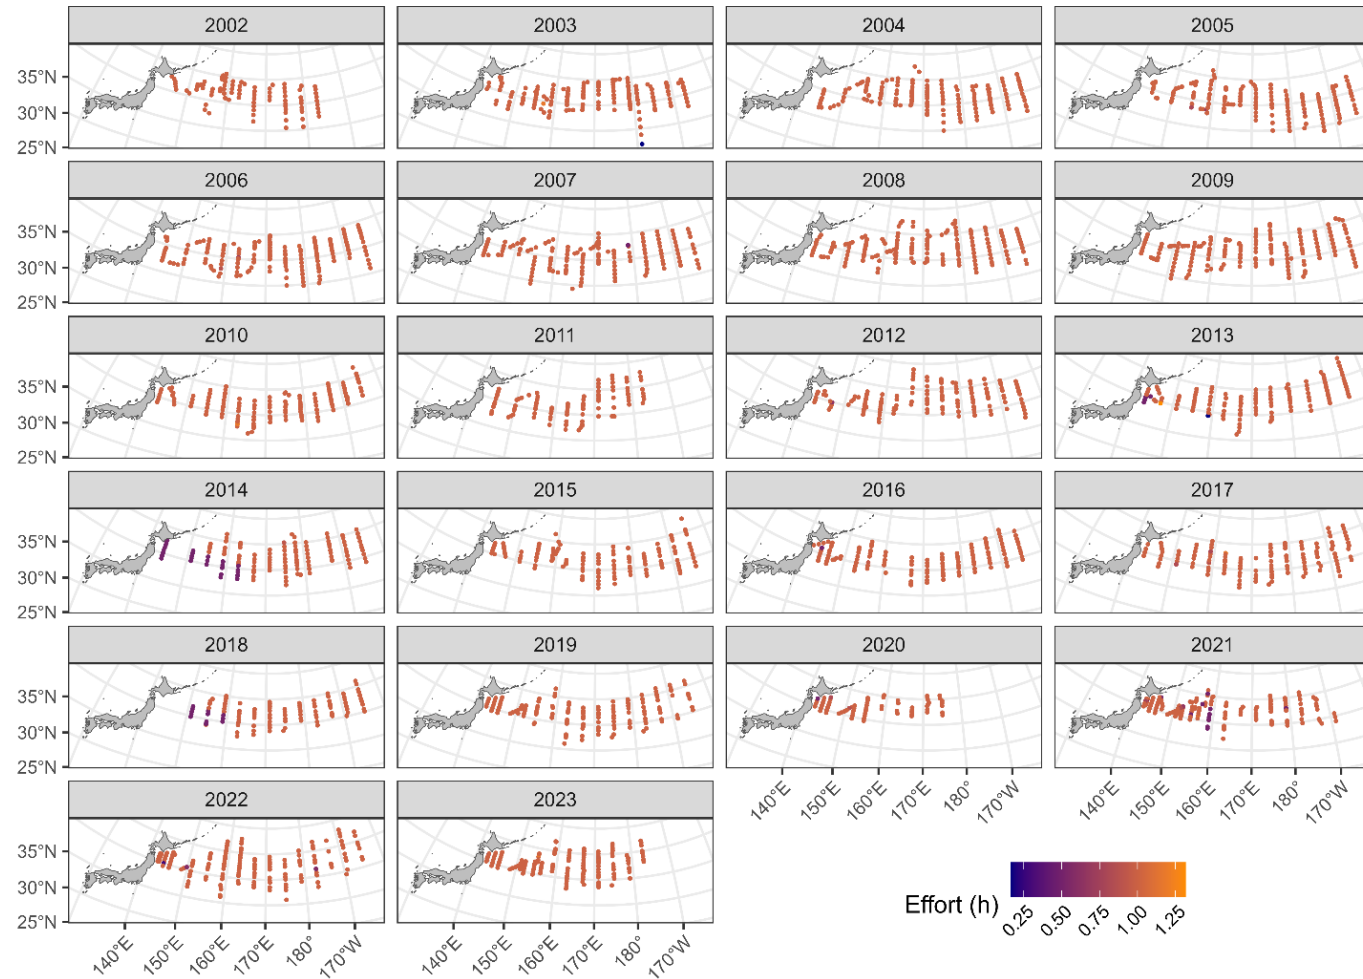 2002 2003 2004 2005
35°N
30°N
25°N
2006 2007 2008 2009
35°N
30°N
25°N
2010 2011 2012 2013
35°N
30°N
25°N
2014 2015 2016 2017
35°N
30°N
25°N
2018 2019 2020 2021
35°N
30°N
25°N
140°E 150°E 160°E 170°E 180° 170°W 140°E 150°E 160°E 170°E 180° 170°W
2022 2023
35°N
30°N
25°N
140°E 150°E 160°E 170°E 180° 170°W 140°E 150°E 160°E 170°E 180° 170°W
Effort (h)
0.25 0.50 0.75 1.00 1.25